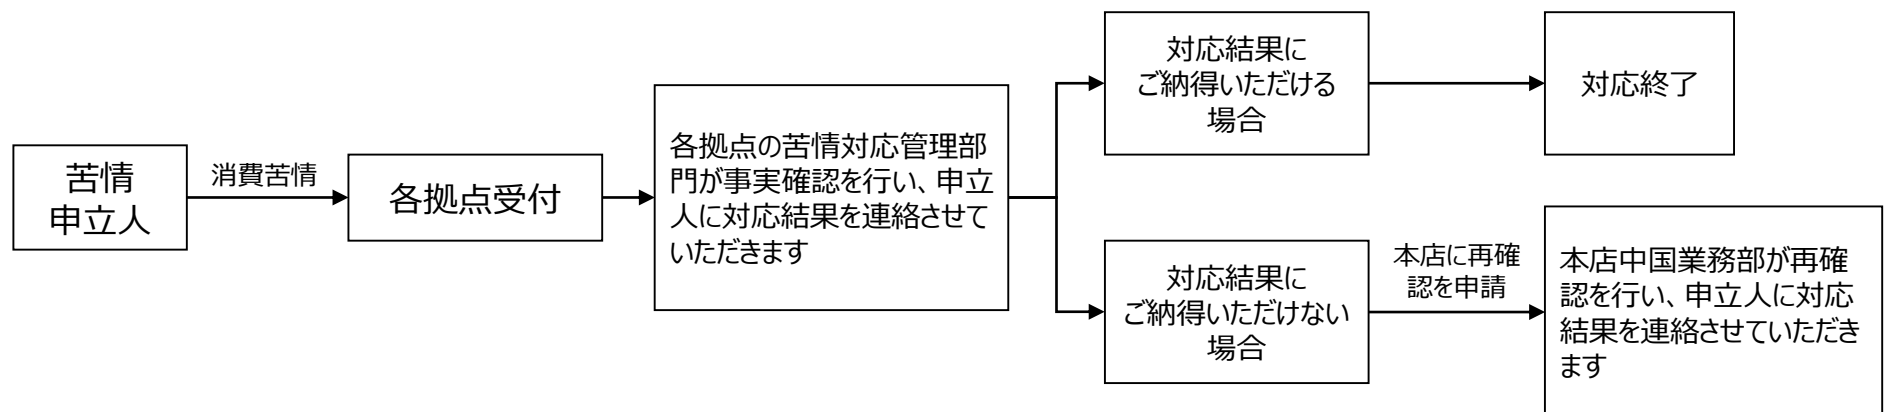 苦情
申立人
消費苦情
各拠点受付
各拠点の苦情対応管理部
門が事実確認を行い、申立
人に対応結果を連絡させて
いただきます
対応結果に
ご納得いただける
場合
対応終了
対応結果に
ご納得いただけない
場合
本店に再確
認を申請
本店中国業務部が再確
認を行い、申立人に対応
結果を連絡させていただき
ます